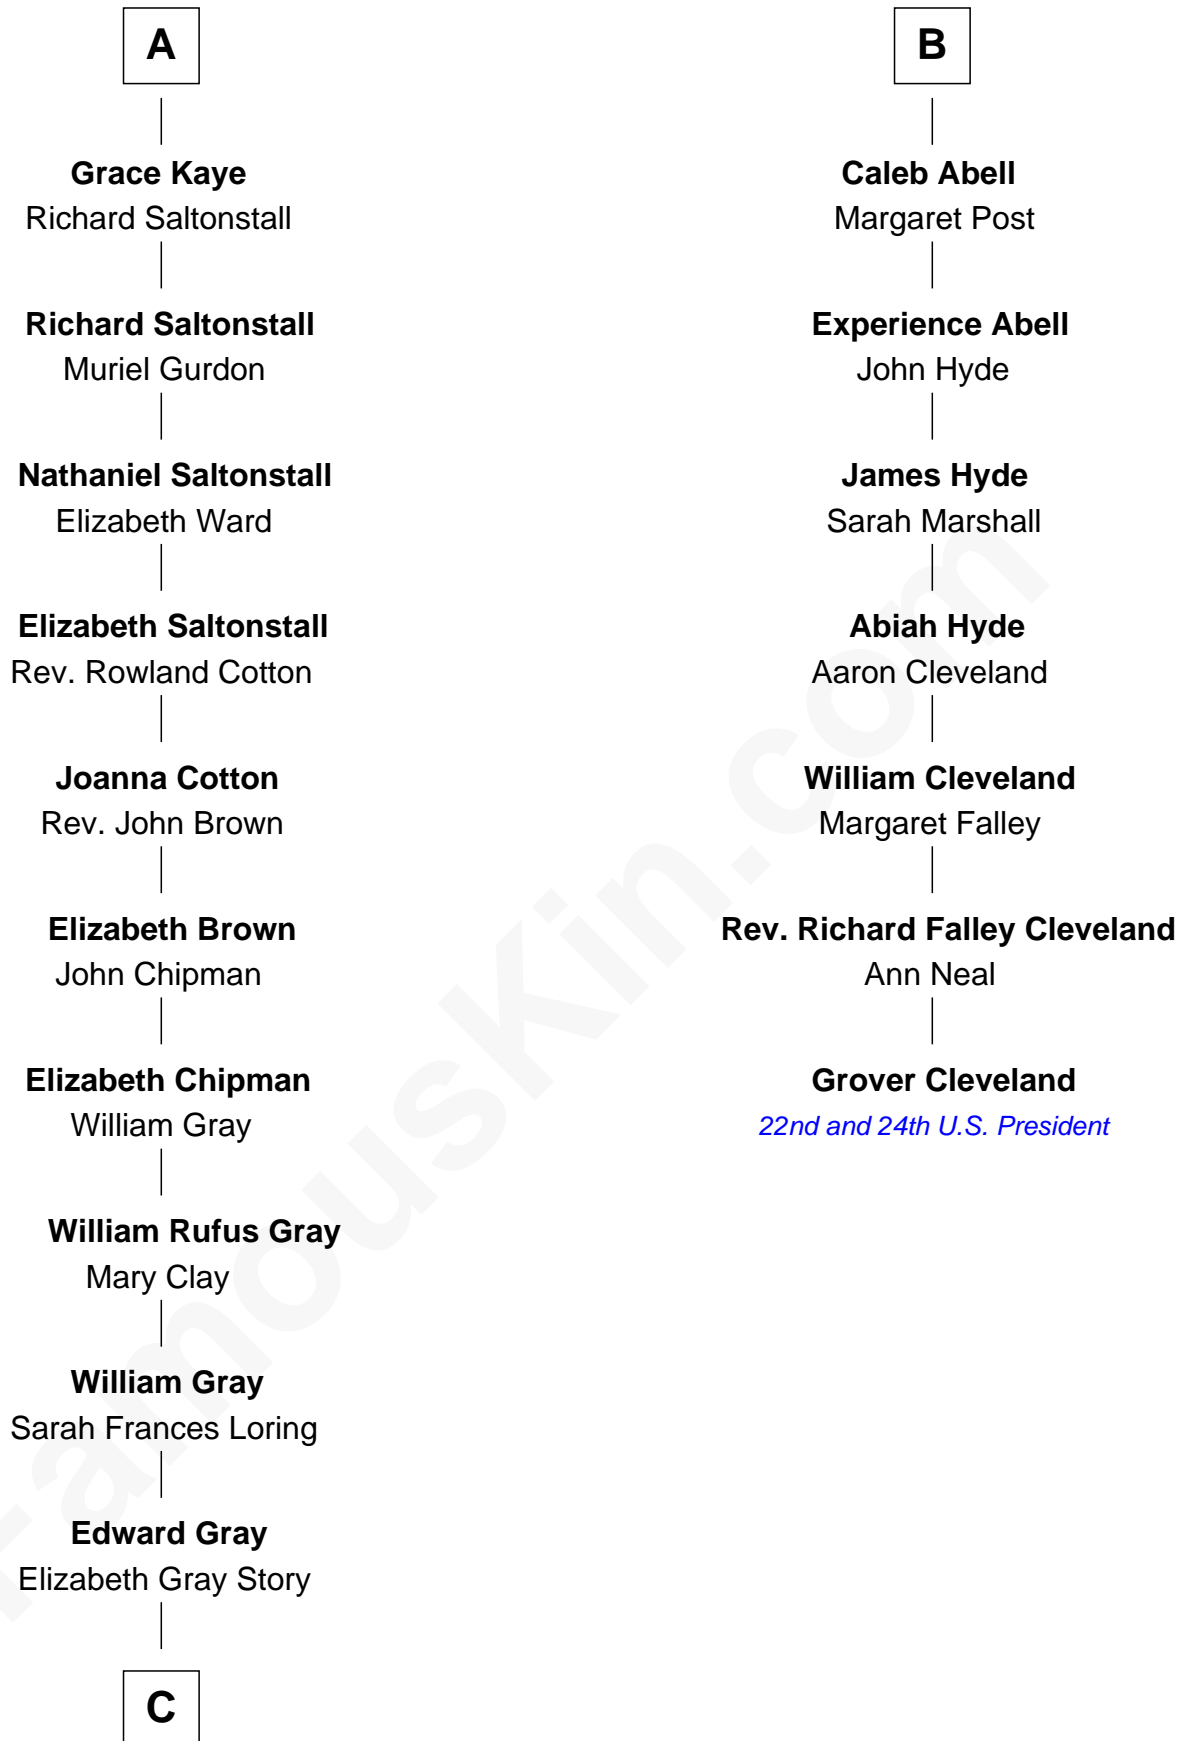 A
Grace Kaye
Richard Saltonstall
Richard Saltonstall
Muriel Gurdon
Nathaniel Saltonstall
Elizabeth Ward
Elizabeth Saltonstall
Rev. Rowland Cotton
Joanna Cotton
Rev. John Brown
Elizabeth Brown
John Chipman
Elizabeth Chipman
William Gray
William Rufus Gray
Mary Clay
William Gray
Sarah Frances Loring
Edward Gray
Elizabeth Gray Story
C
B
Caleb Abell
Margaret Post
Experience Abell
John Hyde
James Hyde
Sarah Marshall
Abiah Hyde
Aaron Cleveland
William Cleveland
Margaret Falley
Rev. Richard Falley Cleveland
Ann Neal
Grover Cleveland
22nd and 24th U.S. President
FamousKin.com